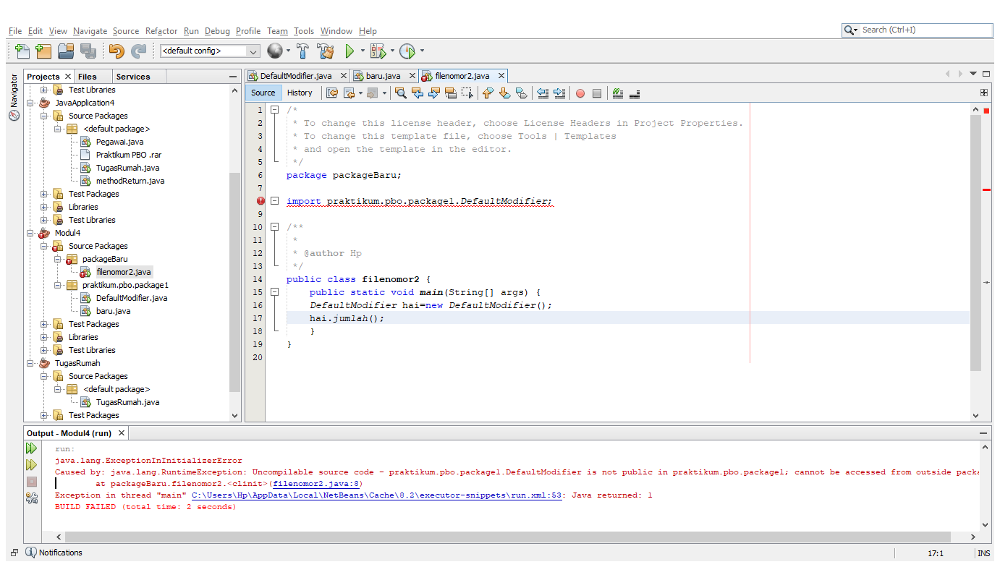 File Edit View Navigate Source Refactor Run Debug Profile Team Tools Window Help
Search (Ctrl+I)
<default config>
Navigator
Projects Files Services
Test Libraries
JavaApplication4
Source Packages
<default package>
Pegawai.java
Praktikum PBO .rar
TugasRumah.java
methodReturn.java
Test Packages
Libraries
Test Libraries
Modul4
Source Packages
packageBaru
filenomor2.java
praktikum.pbo.package1
DefaultModifier.java
baru.java
Test Packages
Libraries
Test Libraries
TugasRumah
Source Packages
<default package>
TugasRumah.java
Test Packages
DefaultModifier.java baru.java filenomor2.java
Source History
1 /*
2 * To change this license header, choose License Headers in Project Properties.
3 * To change this template file, choose Tools | Templates
4 * and open the template in the editor.
5 */
6 package packageBaru;
7
import praktikum.pbo.package1.DefaultModifier;
9
10 /**
11 *
12 * @author Hp
13 */
14 public class filenomor2 {
15 public static void main(String[] args) {
16 DefaultModifier hai=new DefaultModifier();
17 hai.jumlah();
18 }
19 }
20
Output - Modul4 (run)
run:
java.lang.ExceptionInInitializerError
Caused by: java.lang.RuntimeException: Uncompilable source code - praktikum.pbo.package1.DefaultModifier is not public in praktikum.pbo.package1; cannot be accessed from outside packa
at packageBaru.filenomor2.<clinit>(filenomor2.java:8)
Exception in thread "main" C:\Users\Hp\AppData\Local\NetBeans\Cache\8.2\executor-snippets\run.xml:53: Java returned: 1
BUILD FAILED (total time: 2 seconds)
Notifications
17:1 INS